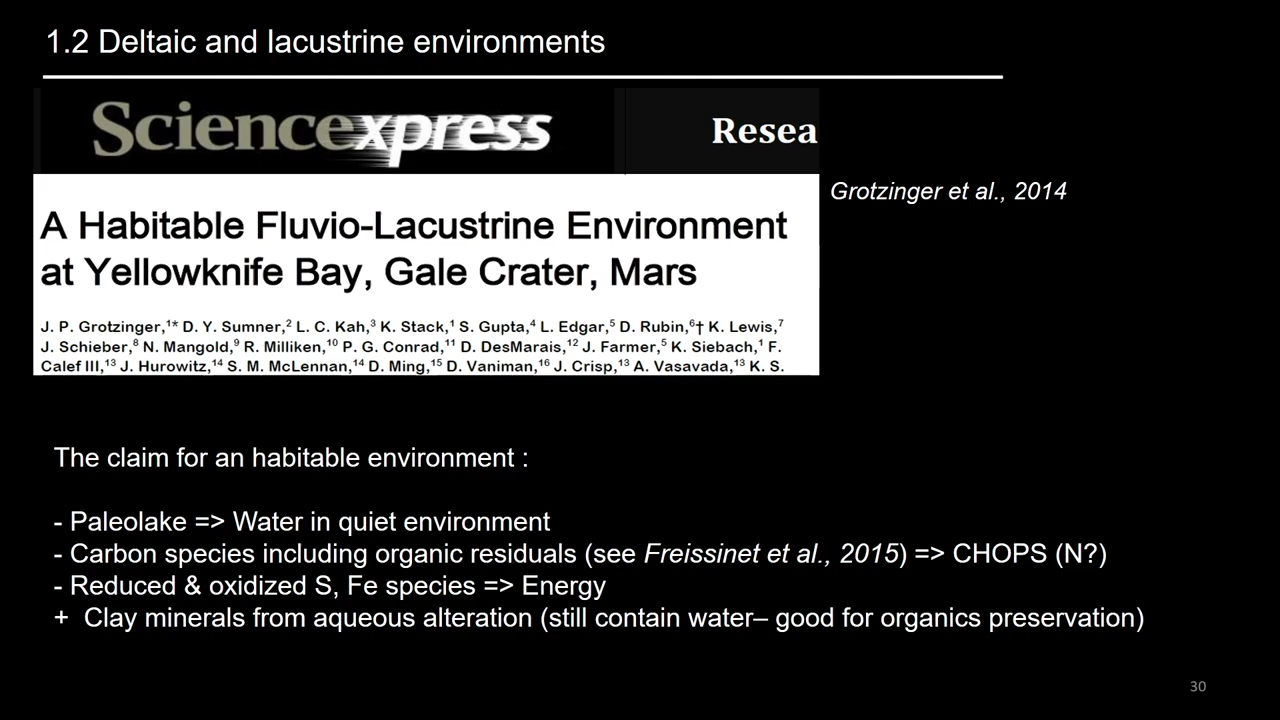 1.2 Deltaic and lacustrine environments
Sciencexpress
Resea
Grotzinger et al., 2014
A Habitable Fluvio-Lacustrine Environment
at Yellowknife Bay, Gale Crater, Mars
J. P. Grotzinger,¹* D. Y. Sumner,² L. C. Kah,³ K. Stack,¹ S. Gupta,⁴ L. Edgar,⁵ D. Rubin,⁶† K. Lewis,⁷
J. Schieber,⁸ N. Mangold,⁹ R. Milliken,¹⁰ P. G. Conrad,¹¹ D. DesMarais,¹² J. Farmer,⁵ K. Siebach,¹ F.
Calef III,¹³ J. Hurowitz,¹⁴ S. M. McLennan,¹⁴ D. Ming,¹⁵ D. Vaniman,¹⁶ J. Crisp,¹³ A. Vasavada,¹³ K. S.
The claim for an habitable environment :
- Paleolake => Water in quiet environment
- Carbon species including organic residuals (see Freissinet et al., 2015) => CHOPS (N?)
- Reduced & oxidized S, Fe species => Energy
+ Clay minerals from aqueous alteration (still contain water– good for organics preservation)
30